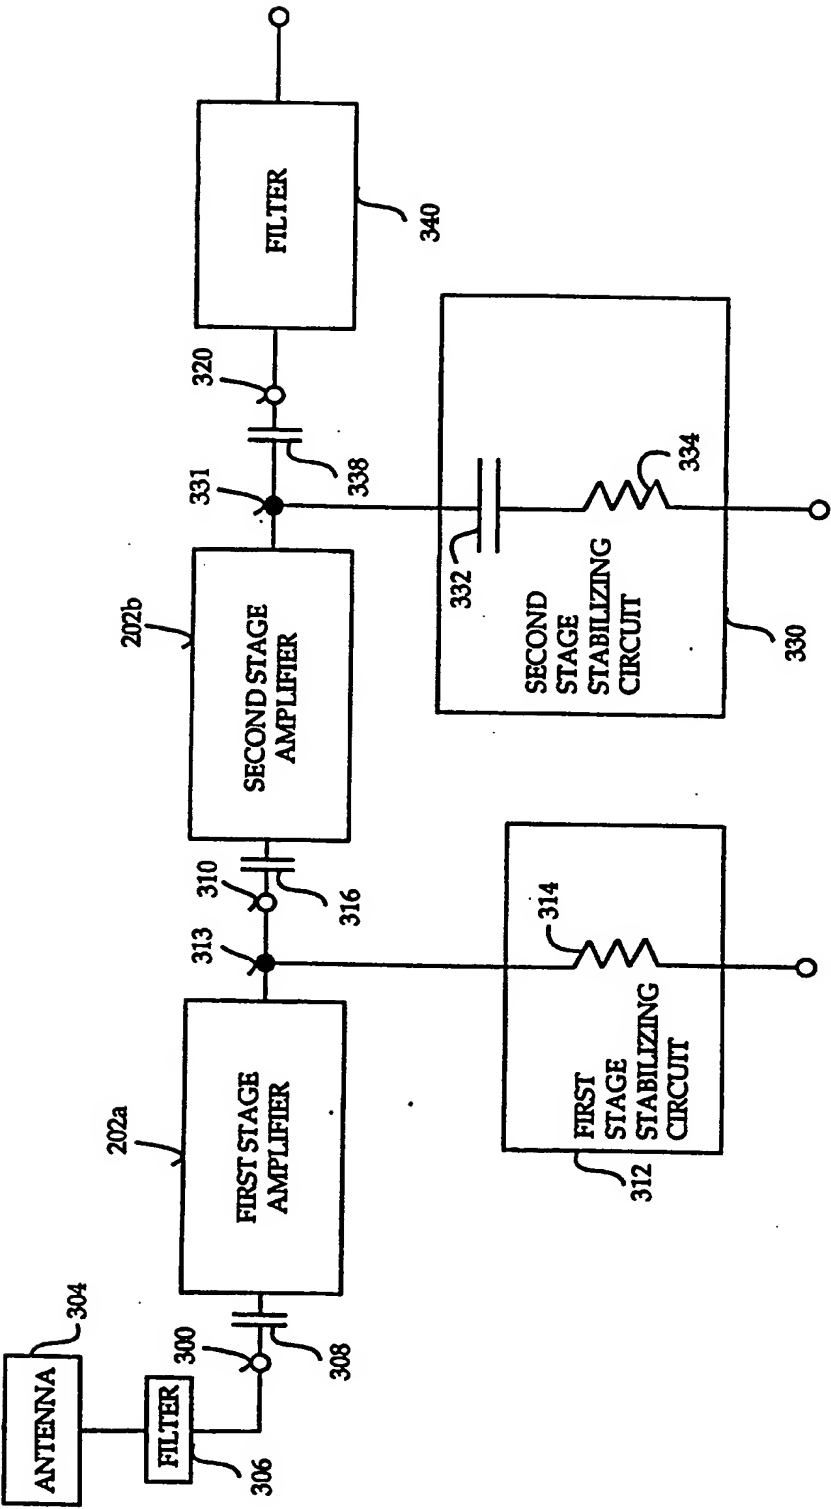 ANTENNA
304
FILTER
306
300
308
202a
FIRST STAGE
AMPLIFIER
313
310
316
312
FIRST
STAGE
STABILIZING
CIRCUIT
314
202b
SECOND STAGE
AMPLIFIER
331
338
320
332
334
SECOND
STAGE
STABILIZING
CIRCUIT
330
FILTER
340